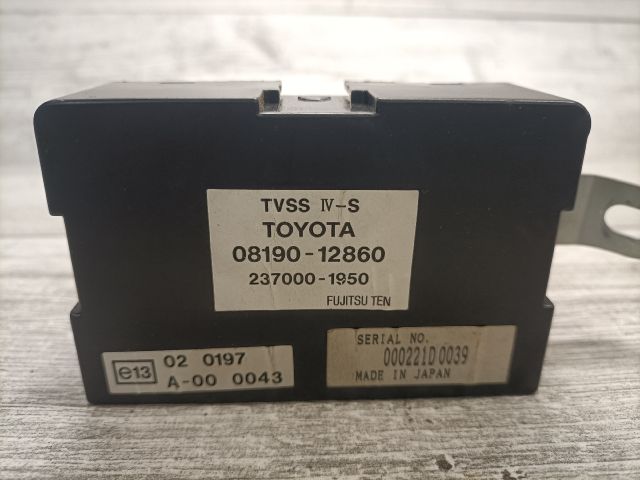 TVSS IV-S
TOYOTA
08190-12860
237000-1950
FUJITSU TEN
e13
02 0197
A-00 0043
SERIAL NO.
000221D0039
MADE IN JAPAN